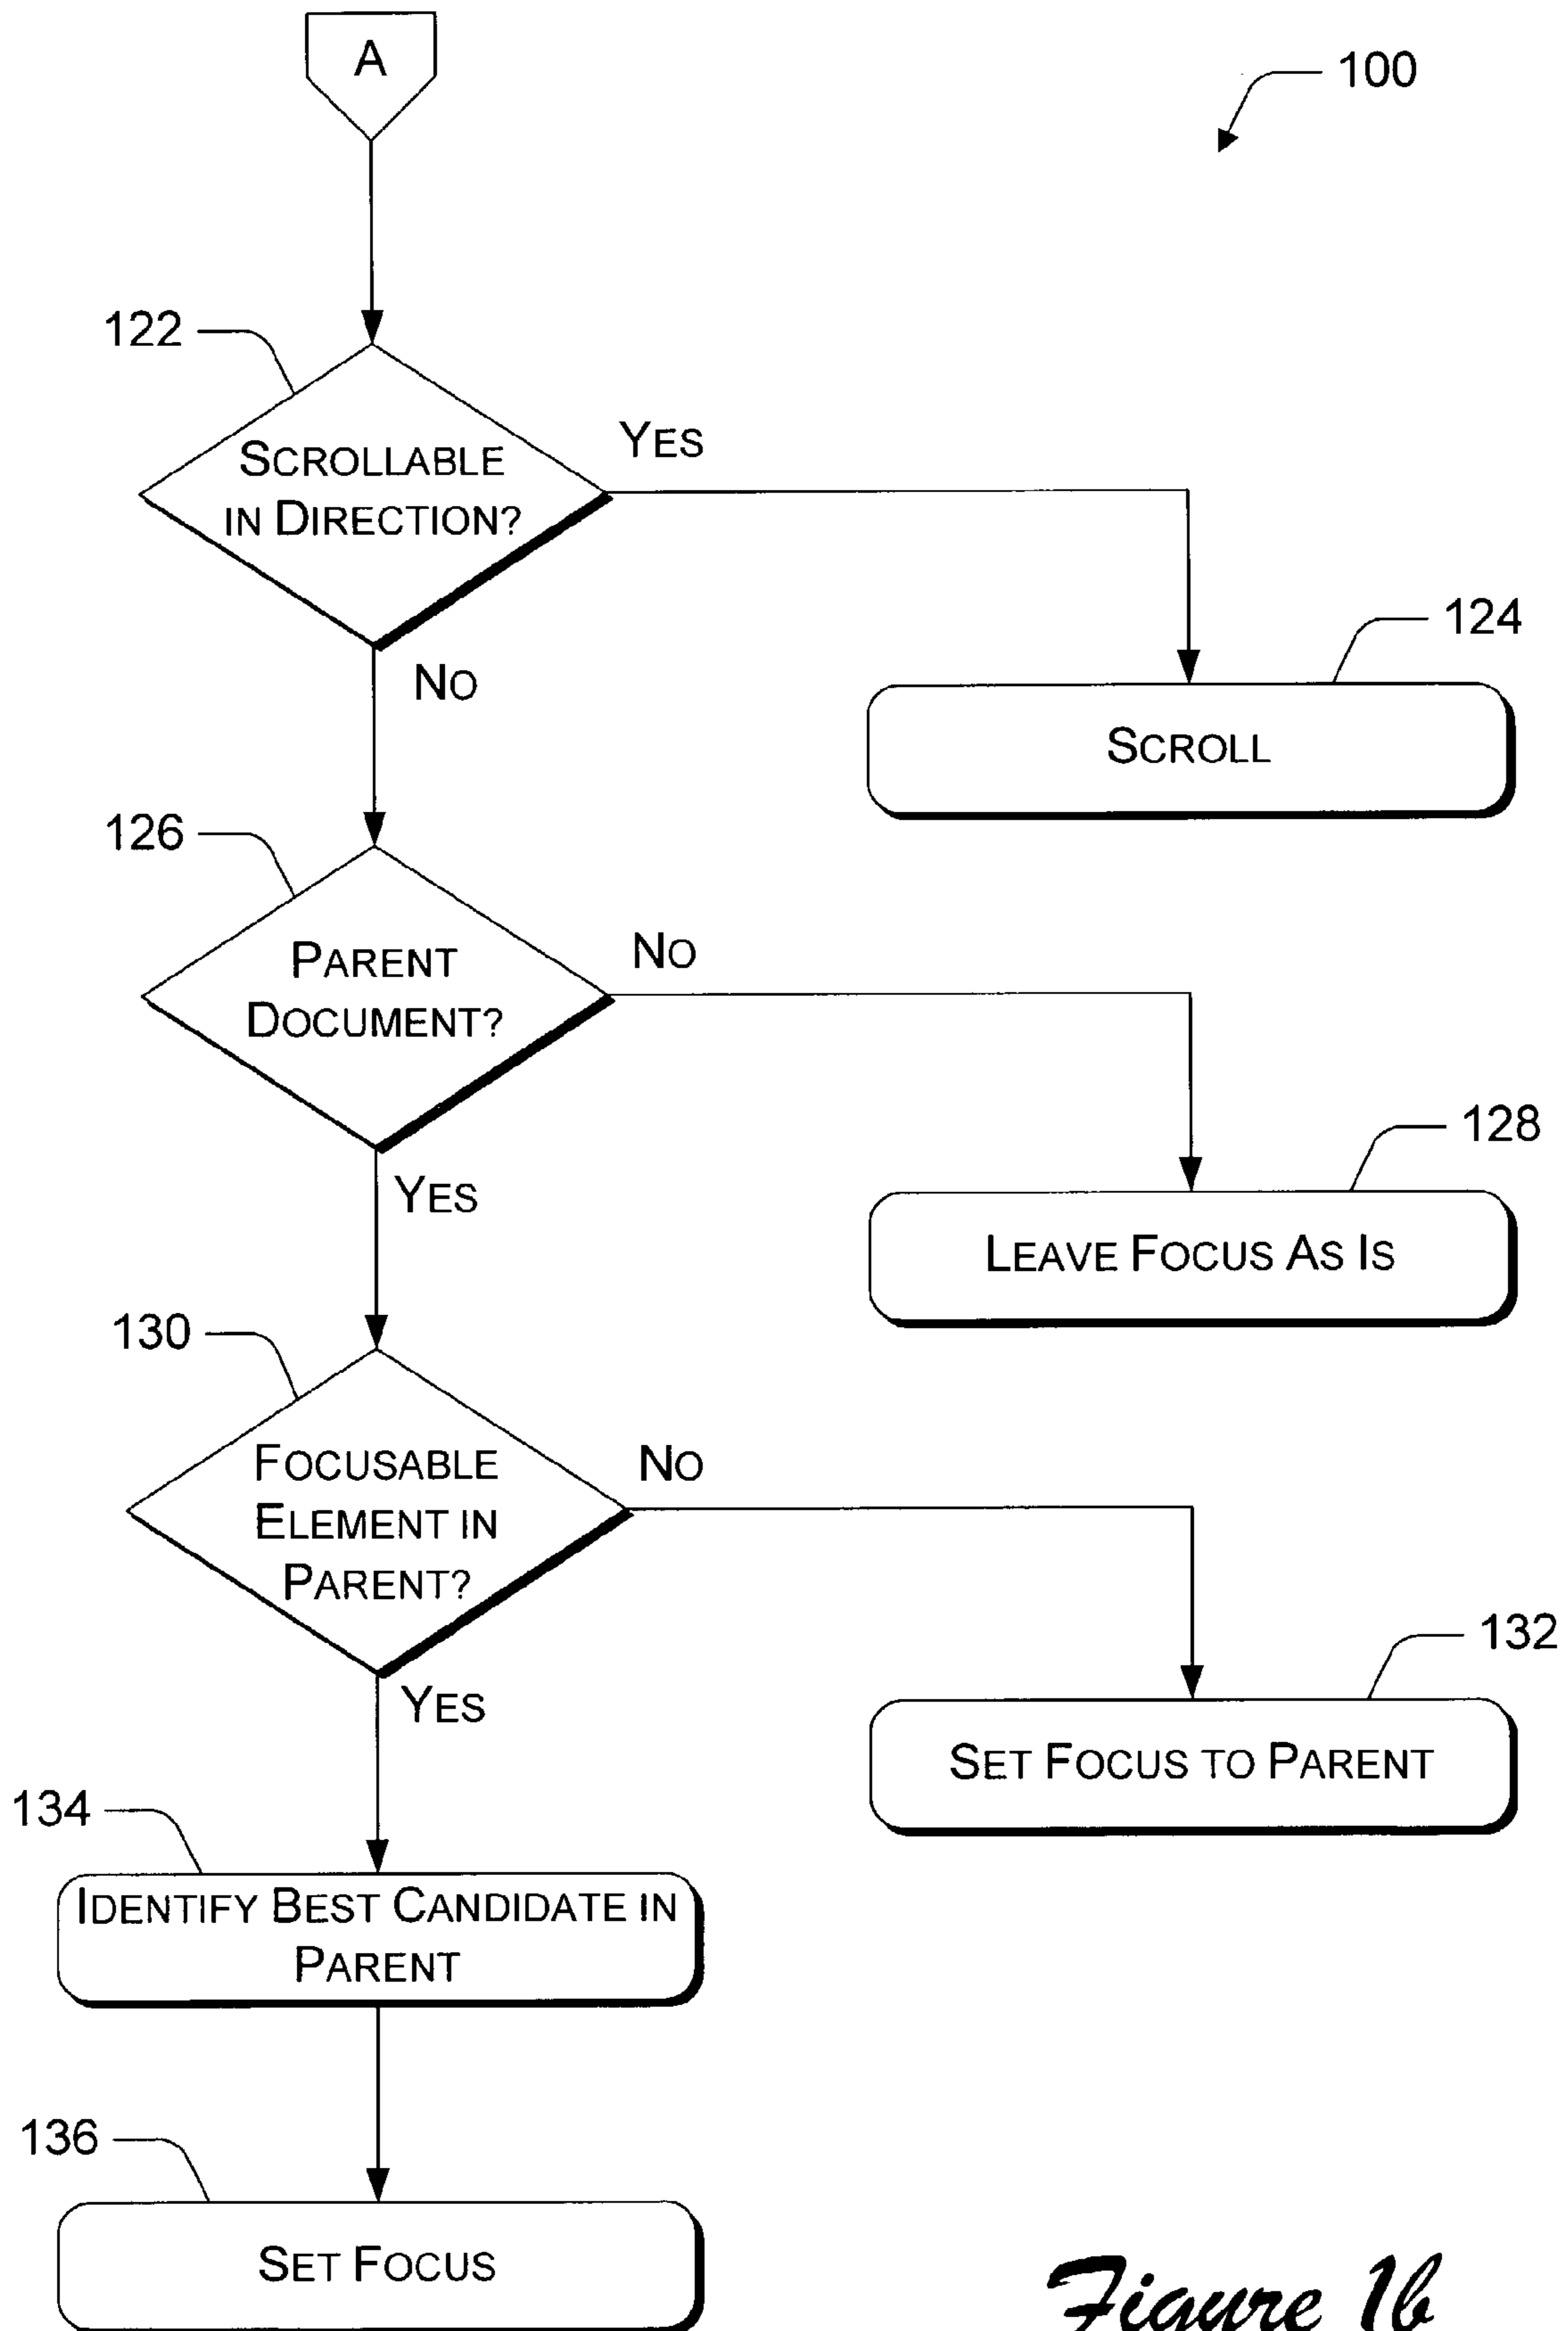 A
100
122
SCROLLABLE
IN DIRECTION?
YES
NO
124
SCROLL
126
PARENT
DOCUMENT?
NO
YES
128
LEAVE FOCUS AS IS
130
FOCUSABLE
ELEMENT IN
PARENT?
NO
YES
132
SET FOCUS TO PARENT
134
IDENTIFY BEST CANDIDATE IN
PARENT
136
SET FOCUS
Figure 1b